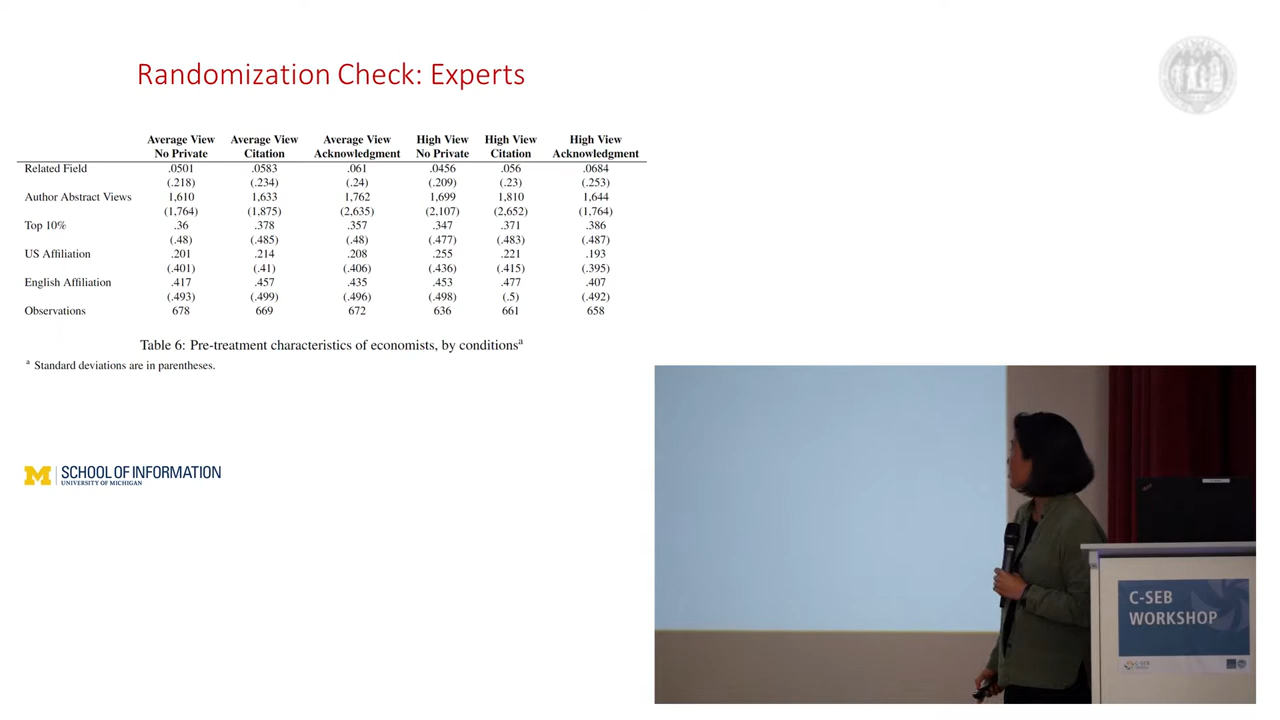 Randomization Check: Experts
Average View Average View Average View High View High View High View
No Private Citation Acknowledgment No Private Citation Acknowledgment
Related Field .0501 .0583 .061 .0456 .056 .0684
(.218) (.234) (.24) (.209) (.23) (.253)
Author Abstract Views 1,610 1,633 1,762 1,699 1,810 1,644
(1,764) (1,875) (2,635) (2,107) (2,652) (1,764)
Top 10% .36 .378 .357 .347 .371 .386
(.48) (.485) (.48) (.477) (.483) (.487)
US Affiliation .201 .214 .208 .255 .221 .193
(.401) (.41) (.406) (.436) (.415) (.395)
English Affiliation .417 .457 .435 .453 .477 .407
(.493) (.499) (.496) (.498) (.5) (.492)
Observations 678 669 672 636 661 658
Table 6: Pre-treatment characteristics of economists, by conditionsa
a Standard deviations are in parentheses.
M SCHOOL OF INFORMATION
UNIVERSITY OF MICHIGAN
C-SEB
WORKSHOP
C-SEB